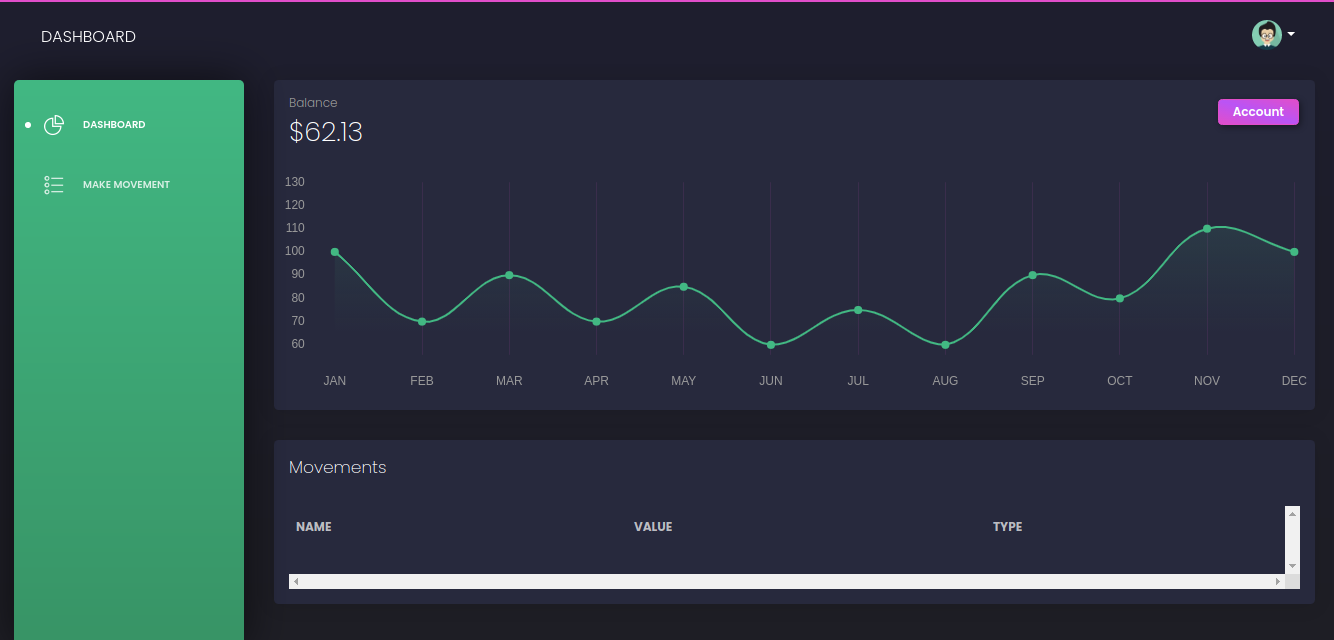 DASHBOARD
DASHBOARD
MAKE MOVEMENT
Balance
$62.13
Account
130
120
110
100
90
80
70
60
JAN FEB MAR APR MAY JUN JUL AUG SEP OCT NOV DEC
Movements
NAME VALUE TYPE